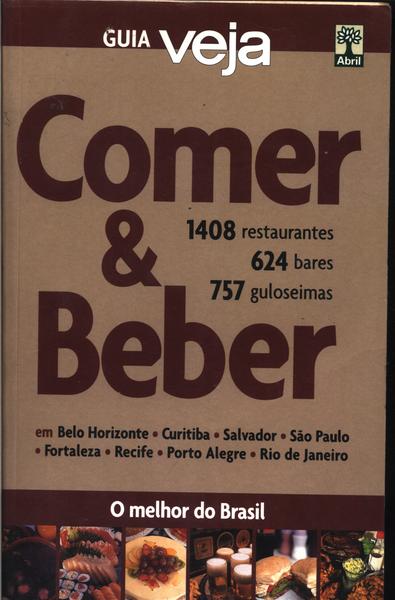 GUIA veja
Abril
Comer
1408 restaurantes
& 624 bares
757 guloseimas
Beber
em Belo Horizonte • Curitiba • Salvador • São Paulo
• Fortaleza • Recife • Porto Alegre • Rio de Janeiro
O melhor do Brasil